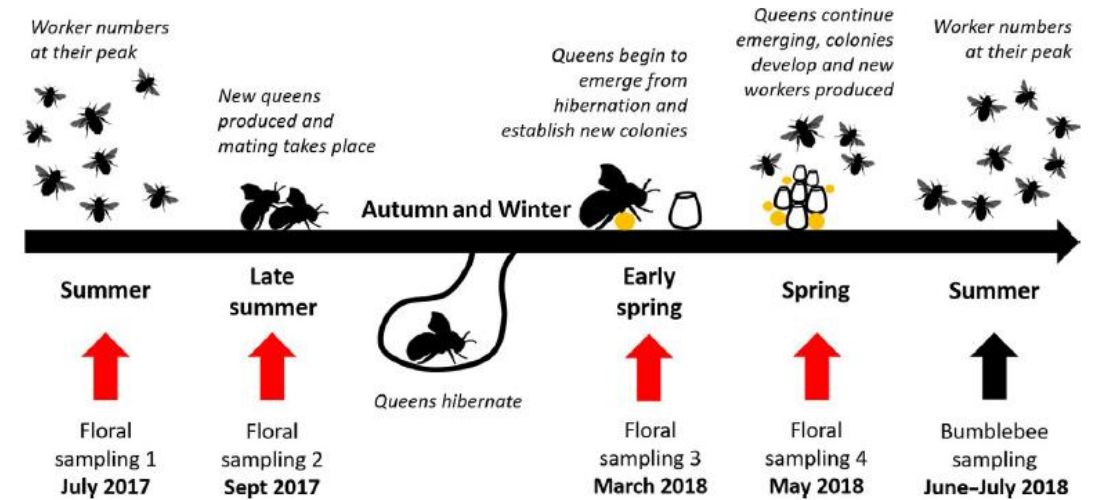 Worker numbers
at their peak
New queens
produced and
mating takes place
Queens begin to
emerge from
hibernation and
establish new colonies
Queens continue
emerging, colonies
develop and new
workers produced
Worker numbers
at their peak
Autumn and Winter
Summer
Late
summer
Early
spring
Spring
Summer
Queens hibernate
Floral
sampling 1
July 2017
Floral
sampling 2
Sept 2017
Floral
sampling 3
March 2018
Floral
sampling 4
May 2018
Bumblebee
sampling
June–July 2018